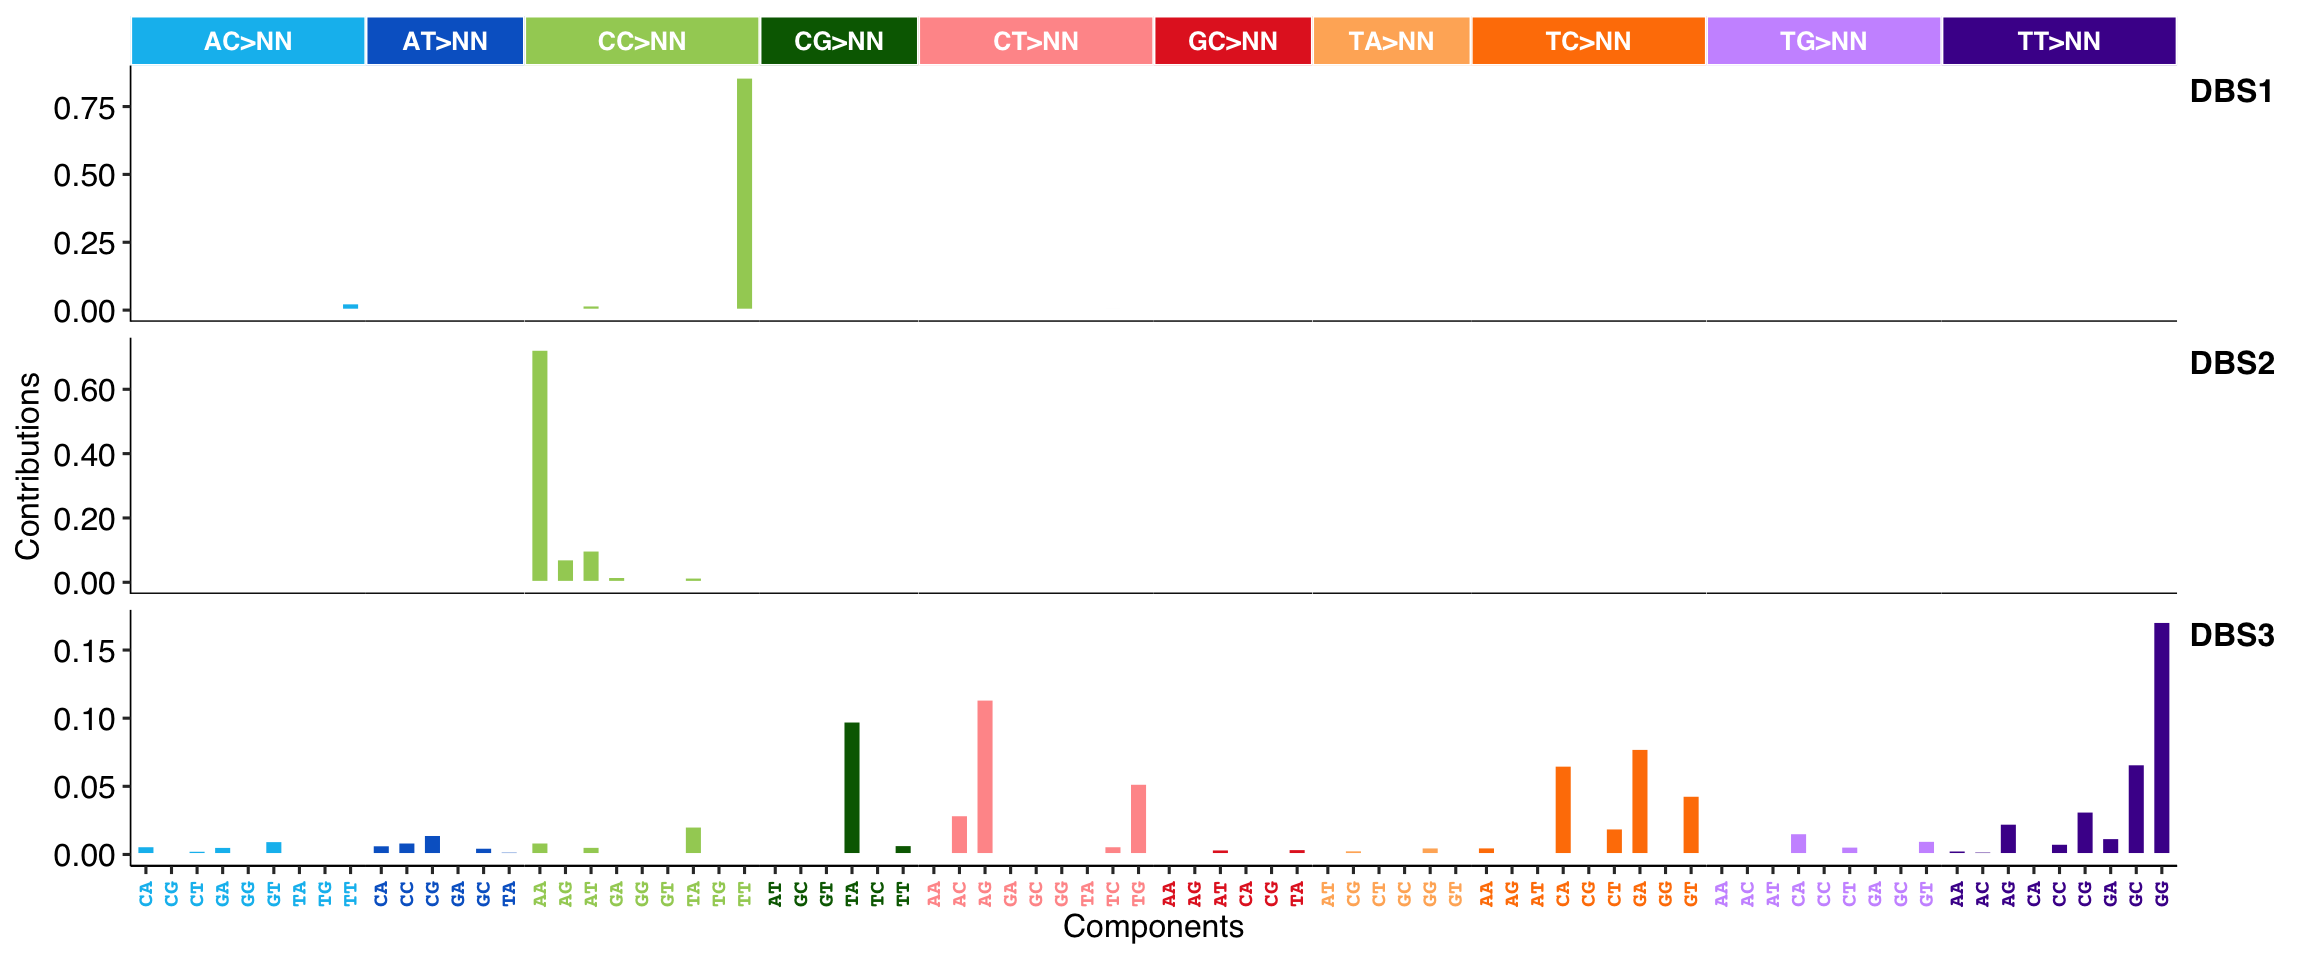 AC>NN AT>NN CC>NN CG>NN CT>NN GC>NN TA>NN TC>NN TG>NN TT>NN
DBS1
0.75
0.50
0.25
0.00
DBS2
0.60
0.40
0.20
0.00
DBS3
0.15
0.10
0.05
0.00
Contributions
CA CG CT GA GG GT TA TG TT CA CC CG GA GC TA AA AG AT GA GG GT TA TG TT AT GC GT TA TC TT AA AC AG GA GC GG TA TC TG AA AG AT CA CG TA AT CG CT GC GG GT AA AG AT CA CG CT GA GG GT AA AC AT CA CC CT GA GC GT AA AC AG CA CC CG GA GC GG
Components